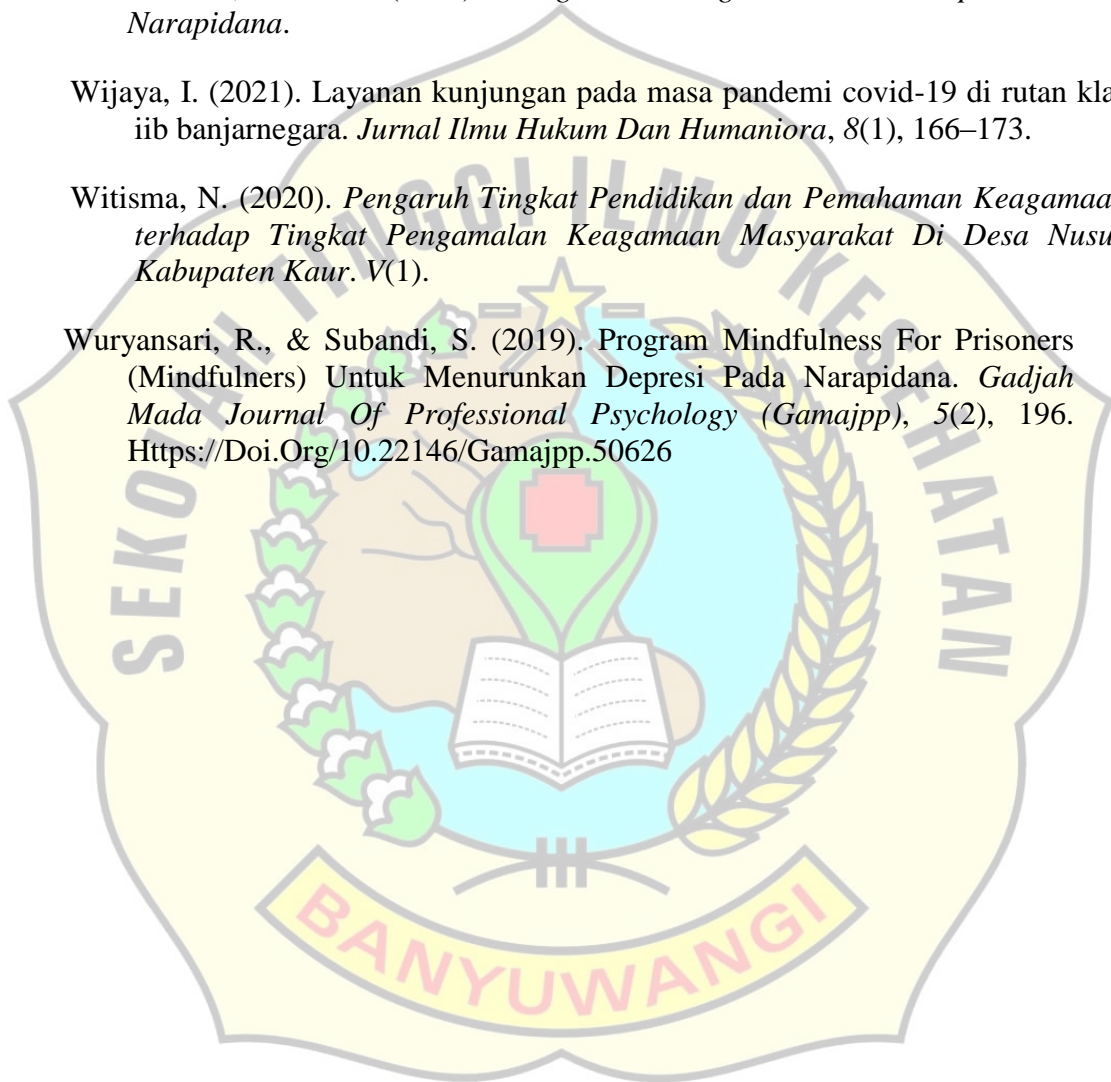 Narapidana.
Wijaya, I. (2021). Layanan kunjungan pada masa pandemi covid-19 di rutan kla
iib banjarnegara. Jurnal Ilmu Hukum Dan Humaniora, 8(1), 166–173.
Witisma, N. (2020). Pengaruh Tingkat Pendidikan dan Pemahaman Keagamaa
terhadap Tingkat Pengamalan Keagamaan Masyarakat Di Desa Nusu
Kabupaten Kaur. V(1).
Wuryansari, R., & Subandi, S. (2019). Program Mindfulness For Prisoners
(Mindfulners) Untuk Menurunkan Depresi Pada Narapidana. Gadjah
Mada Journal Of Professional Psychology (Gamajpp), 5(2), 196.
Https://Doi.Org/10.22146/Gamajpp.50626
SEKOLAH TINGGI ILMU KESEHATAN
BANYUWANGI